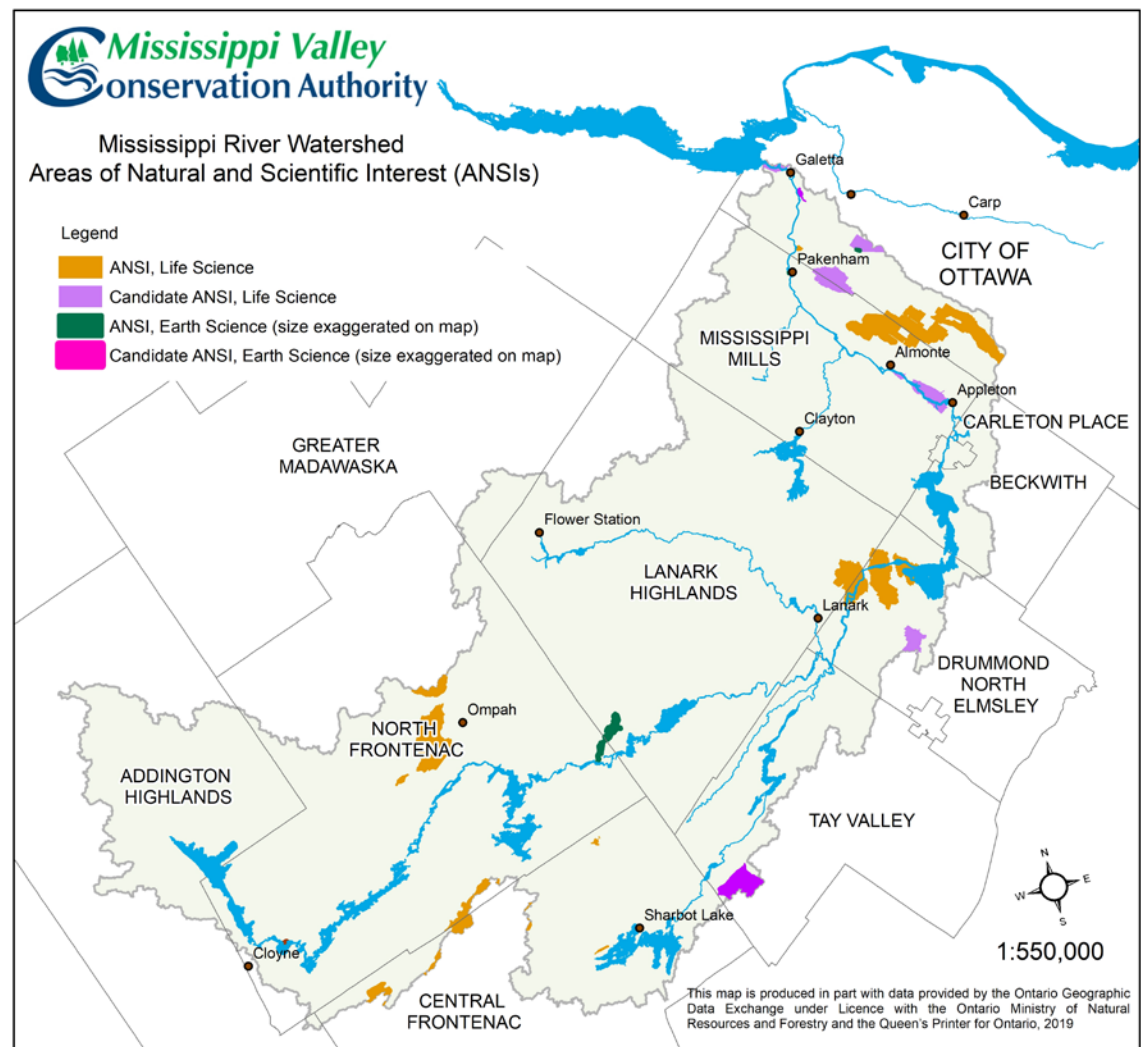 Mississippi Valley
Conservation Authority
Mississippi River Watershed
Areas of Natural and Scientific Interest (ANSIs)
Legend
ANSI, Life Science
Candidate ANSI, Life Science
ANSI, Earth Science (size exaggerated on map)
Candidate ANSI, Earth Science (size exaggerated on map)
Galetta
Carp
CITY OF
OTTAWA
Pakenham
MISSISSIPPI
MILLS
Almonte
Appleton
CARLETON PLACE
Clayton
GREATER
MADAWASKA
BECKWITH
Flower Station
LANARK
HIGHLANDS
Lanark
DRUMMOND
NORTH
ELMSLEY
Ompah
NORTH
FRONTENAC
ADDINGTON
HIGHLANDS
TAY VALLEY
N
W
E
S
Sharbot Lake
Cloyne
1:550,000
CENTRAL
FRONTENAC
This map is produced in part with data provided by the Ontario Geographic
Data Exchange under Licence with the Ontario Ministry of Natural
Resources and Forestry and the Queen's Printer for Ontario, 2019